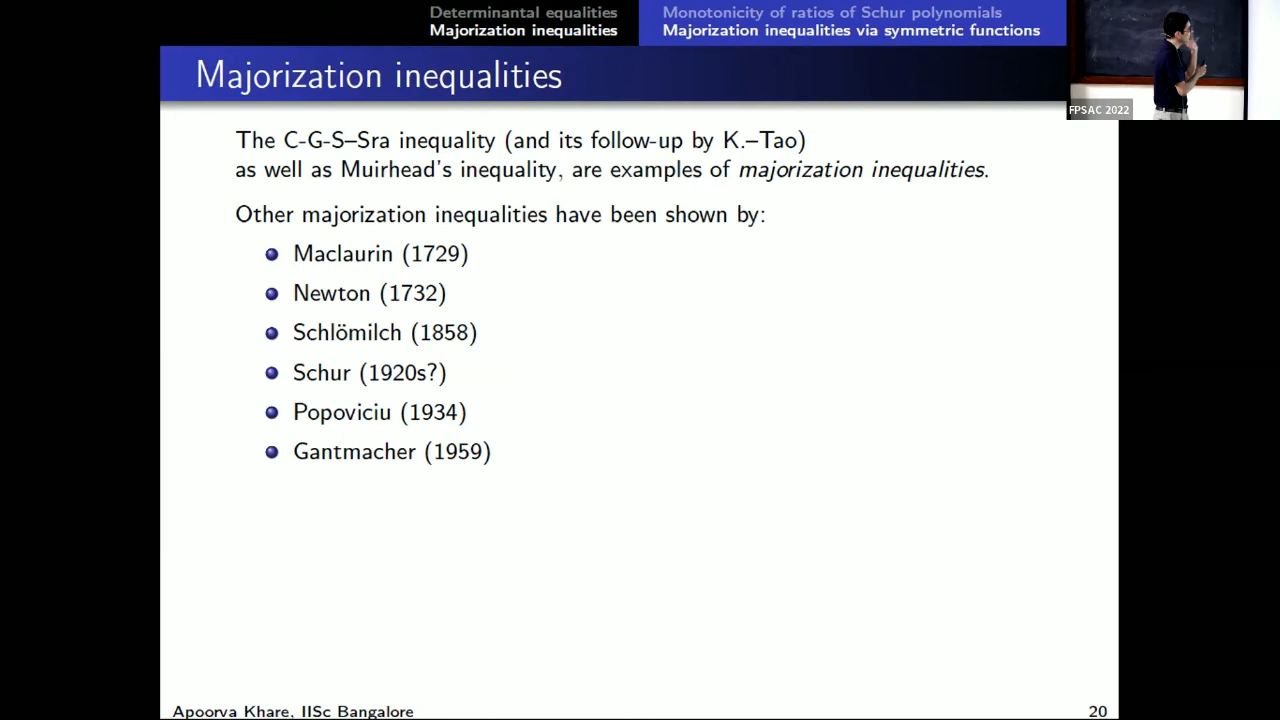 Determinantal equalities
Majorization inequalities
Monotonicity of ratios of Schur polynomials
Majorization inequalities via symmetric functions
Majorization inequalities
FPSAC 2022
The C-G-S–Sra inequality (and its follow-up by K.–Tao)
as well as Muirhead's inequality, are examples of majorization inequalities.
Other majorization inequalities have been shown by:
Maclaurin (1729)
Newton (1732)
Schlömilch (1858)
Schur (1920s?)
Popoviciu (1934)
Gantmacher (1959)
Apoorva Khare, IISc Bangalore
20